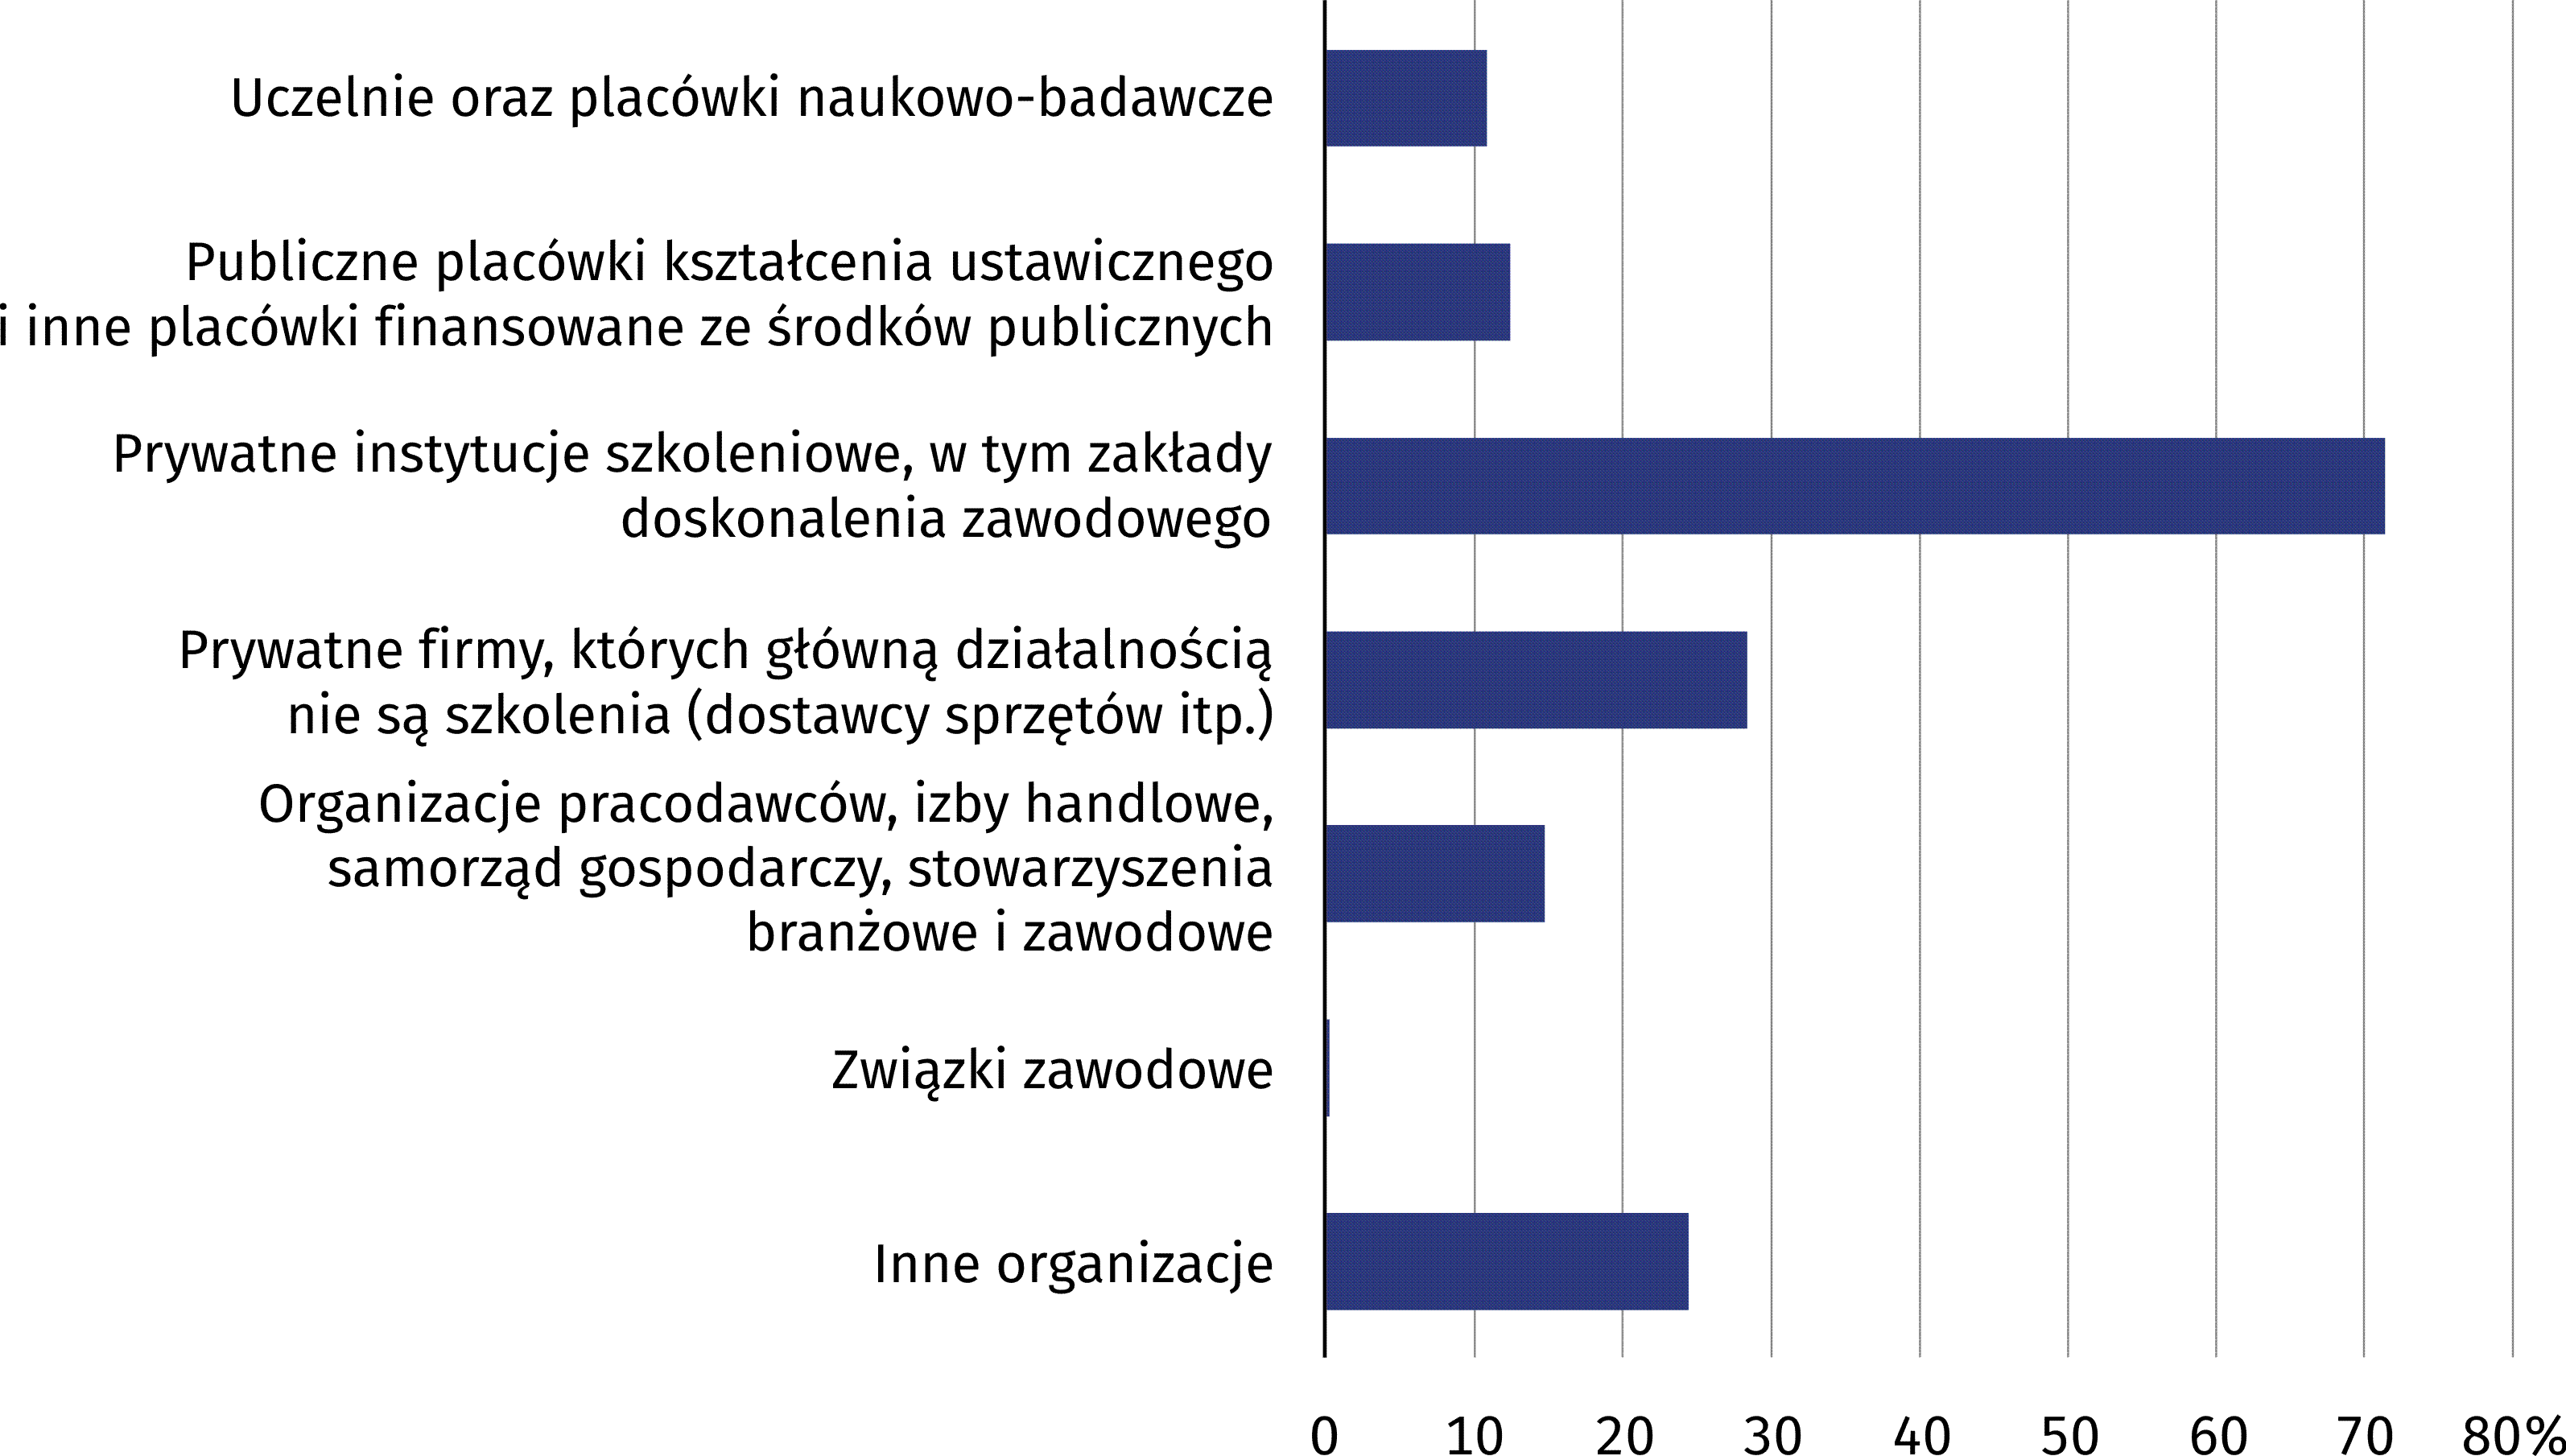 Uczelnie oraz placówki naukowo-badawcze
Publiczne placówki kształcenia ustawicznego
i inne placówki finansowane ze środków publicznych
Prywatne instytucje szkoleniowe, w tym zakłady
doskonalenia zawodowego
Prywatne firmy, których główną działalnością
nie są szkolenia (dostawcy sprzętów itp.)
Organizacje pracodawców, izby handlowe,
samorząd gospodarczy, stowarzyszenia
branżowe i zawodowe
Związki zawodowe
Inne organizacje
0 10 20 30 40 50 60 70 80%